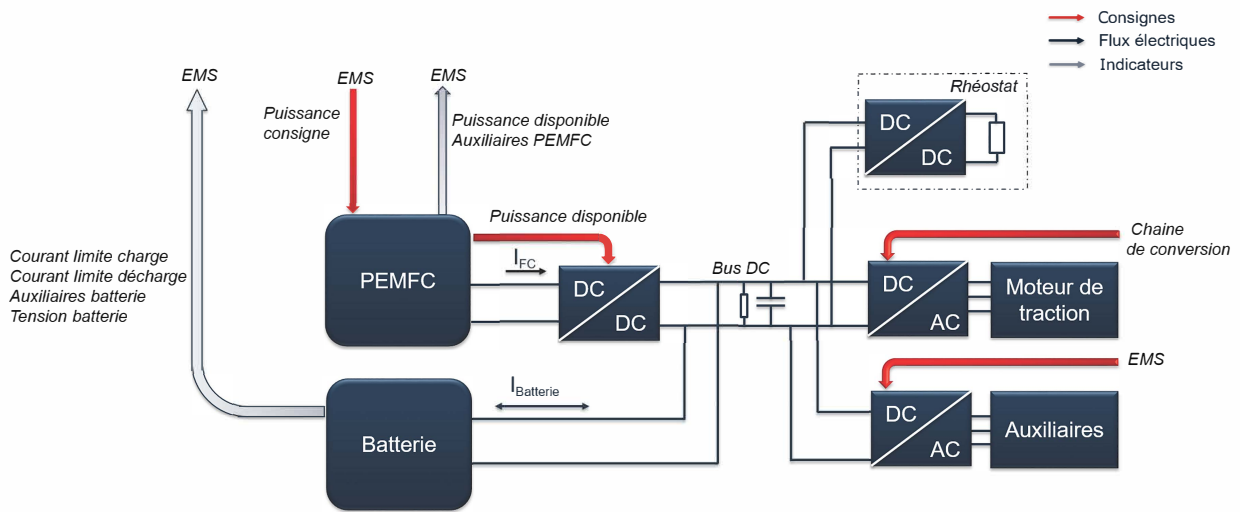 Consignes
Flux électriques
Indicateurs
EMS
EMS
EMS
Puissance
consigne
Puissance disponible
Auxiliaires PEMFC
Rhéostat
DC
DC
Puissance disponible
Chaine
de conversion
Courant limite charge
Courant limite décharge
Auxiliaires batterie
Tension batterie
PEMFC
I FC
DC
DC
Bus DC
DC
AC
Moteur de
traction
EMS
Batterie
I Batterie
DC
AC
Auxiliaires